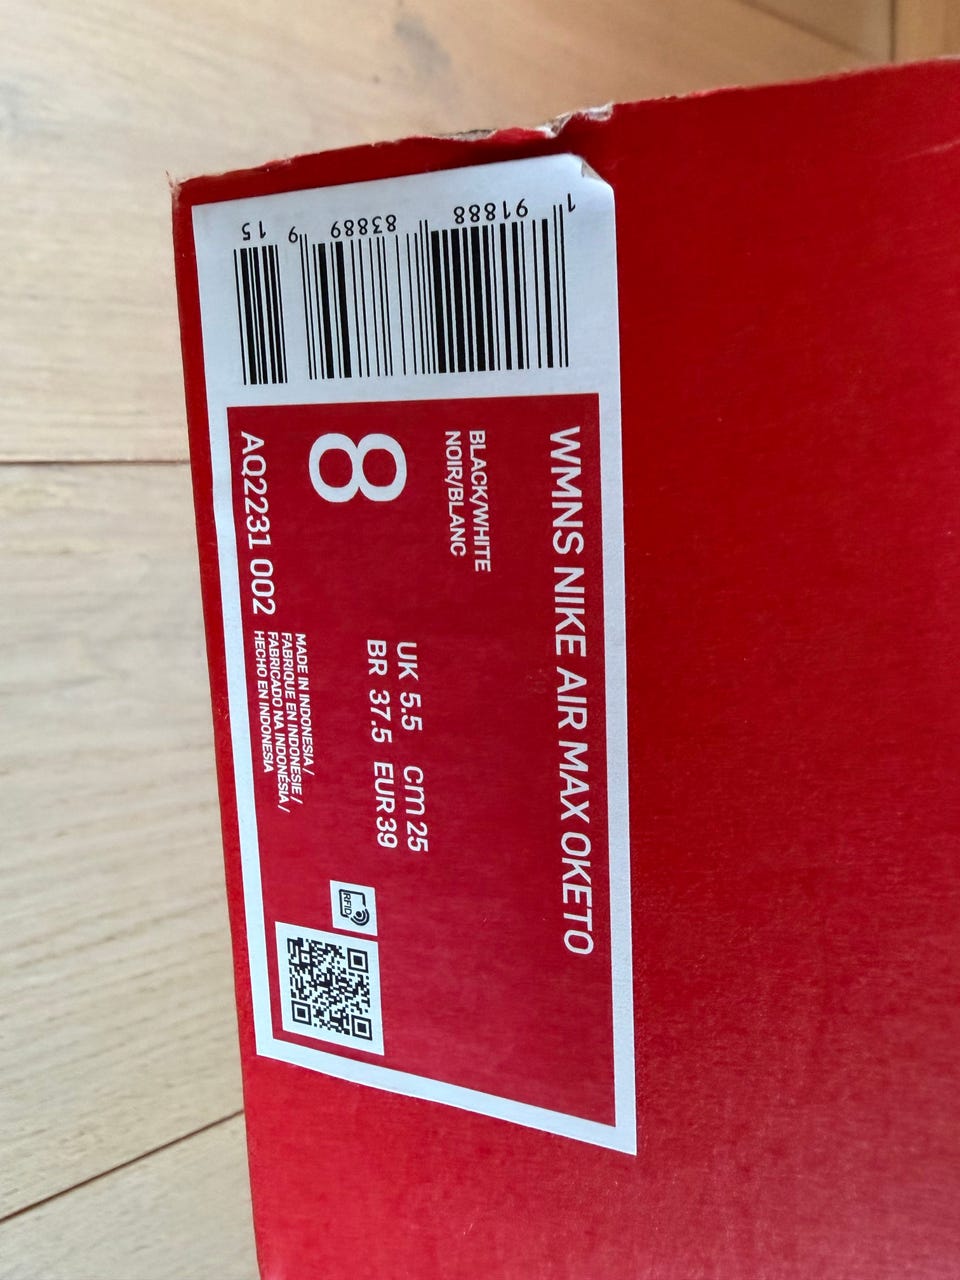 WMNS NIKE AIR MAX OKETO
BLACK/WHITE
NOIR/BLANC
8
UK 5.5 cm 25
BR 37.5 EUR 39
AQ2231 002
MADE IN INDONESIA /
FABRIQUE EN INDONESIE /
FABRICADO NA INDONÉSIA /
HECHO EN INDONESIA
RFID
1 91888 83889 9 15